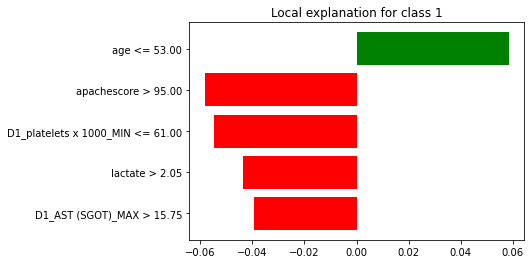 Local explanation for class 1
age <= 53.00
apachescore > 95.00
D1_platelets x 1000_MIN <= 61.00
lactate > 2.05
D1_AST (SGOT)_MAX > 15.75
−0.06 −0.04 −0.02 0.00 0.02 0.04 0.06